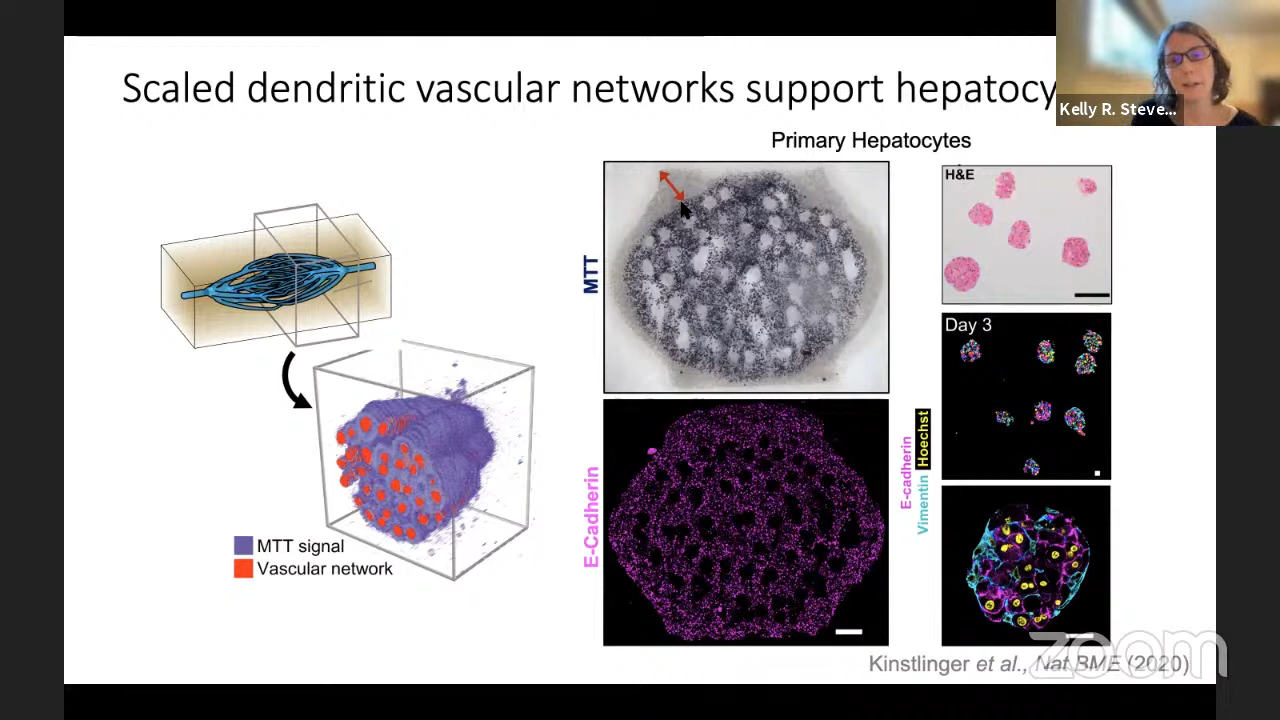 Scaled dendritic vascular networks support hepatocy
Kelly R. Steve...
Primary Hepatocytes
MTT
H&E
Day 3
E-Cadherin
E-cadherin
Hoechst
Vimentin
MTT signal
Vascular network
Kinstlinger et al., Nat BME (2020)
zoom